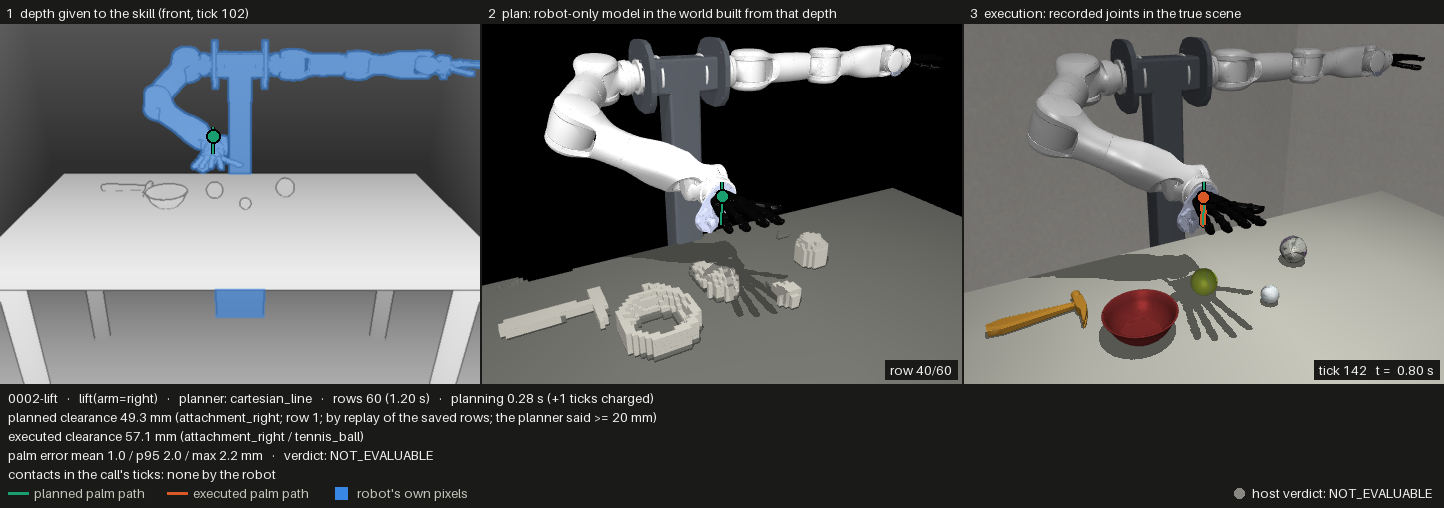 1 depth given to the skill (front, tick 102)
2 plan: robot-only model in the world built from that depth
3 execution: recorded joints in the true scene
row 40/60
tick 142 t = 0.80 s
0002-lift · lift(arm=right) · planner: cartesian_line · rows 60 (1.20 s) · planning 0.28 s (+1 ticks charged)
planned clearance 49.3 mm (attachment_right; row 1; by replay of the saved rows; the planner said >= 20 mm)
executed clearance 57.1 mm (attachment_right / tennis_ball)
palm error mean 1.0 / p95 2.0 / max 2.2 mm · verdict: NOT_EVALUABLE
contacts in the call's ticks: none by the robot
planned palm path executed palm path robot's own pixels
host verdict: NOT_EVALUABLE